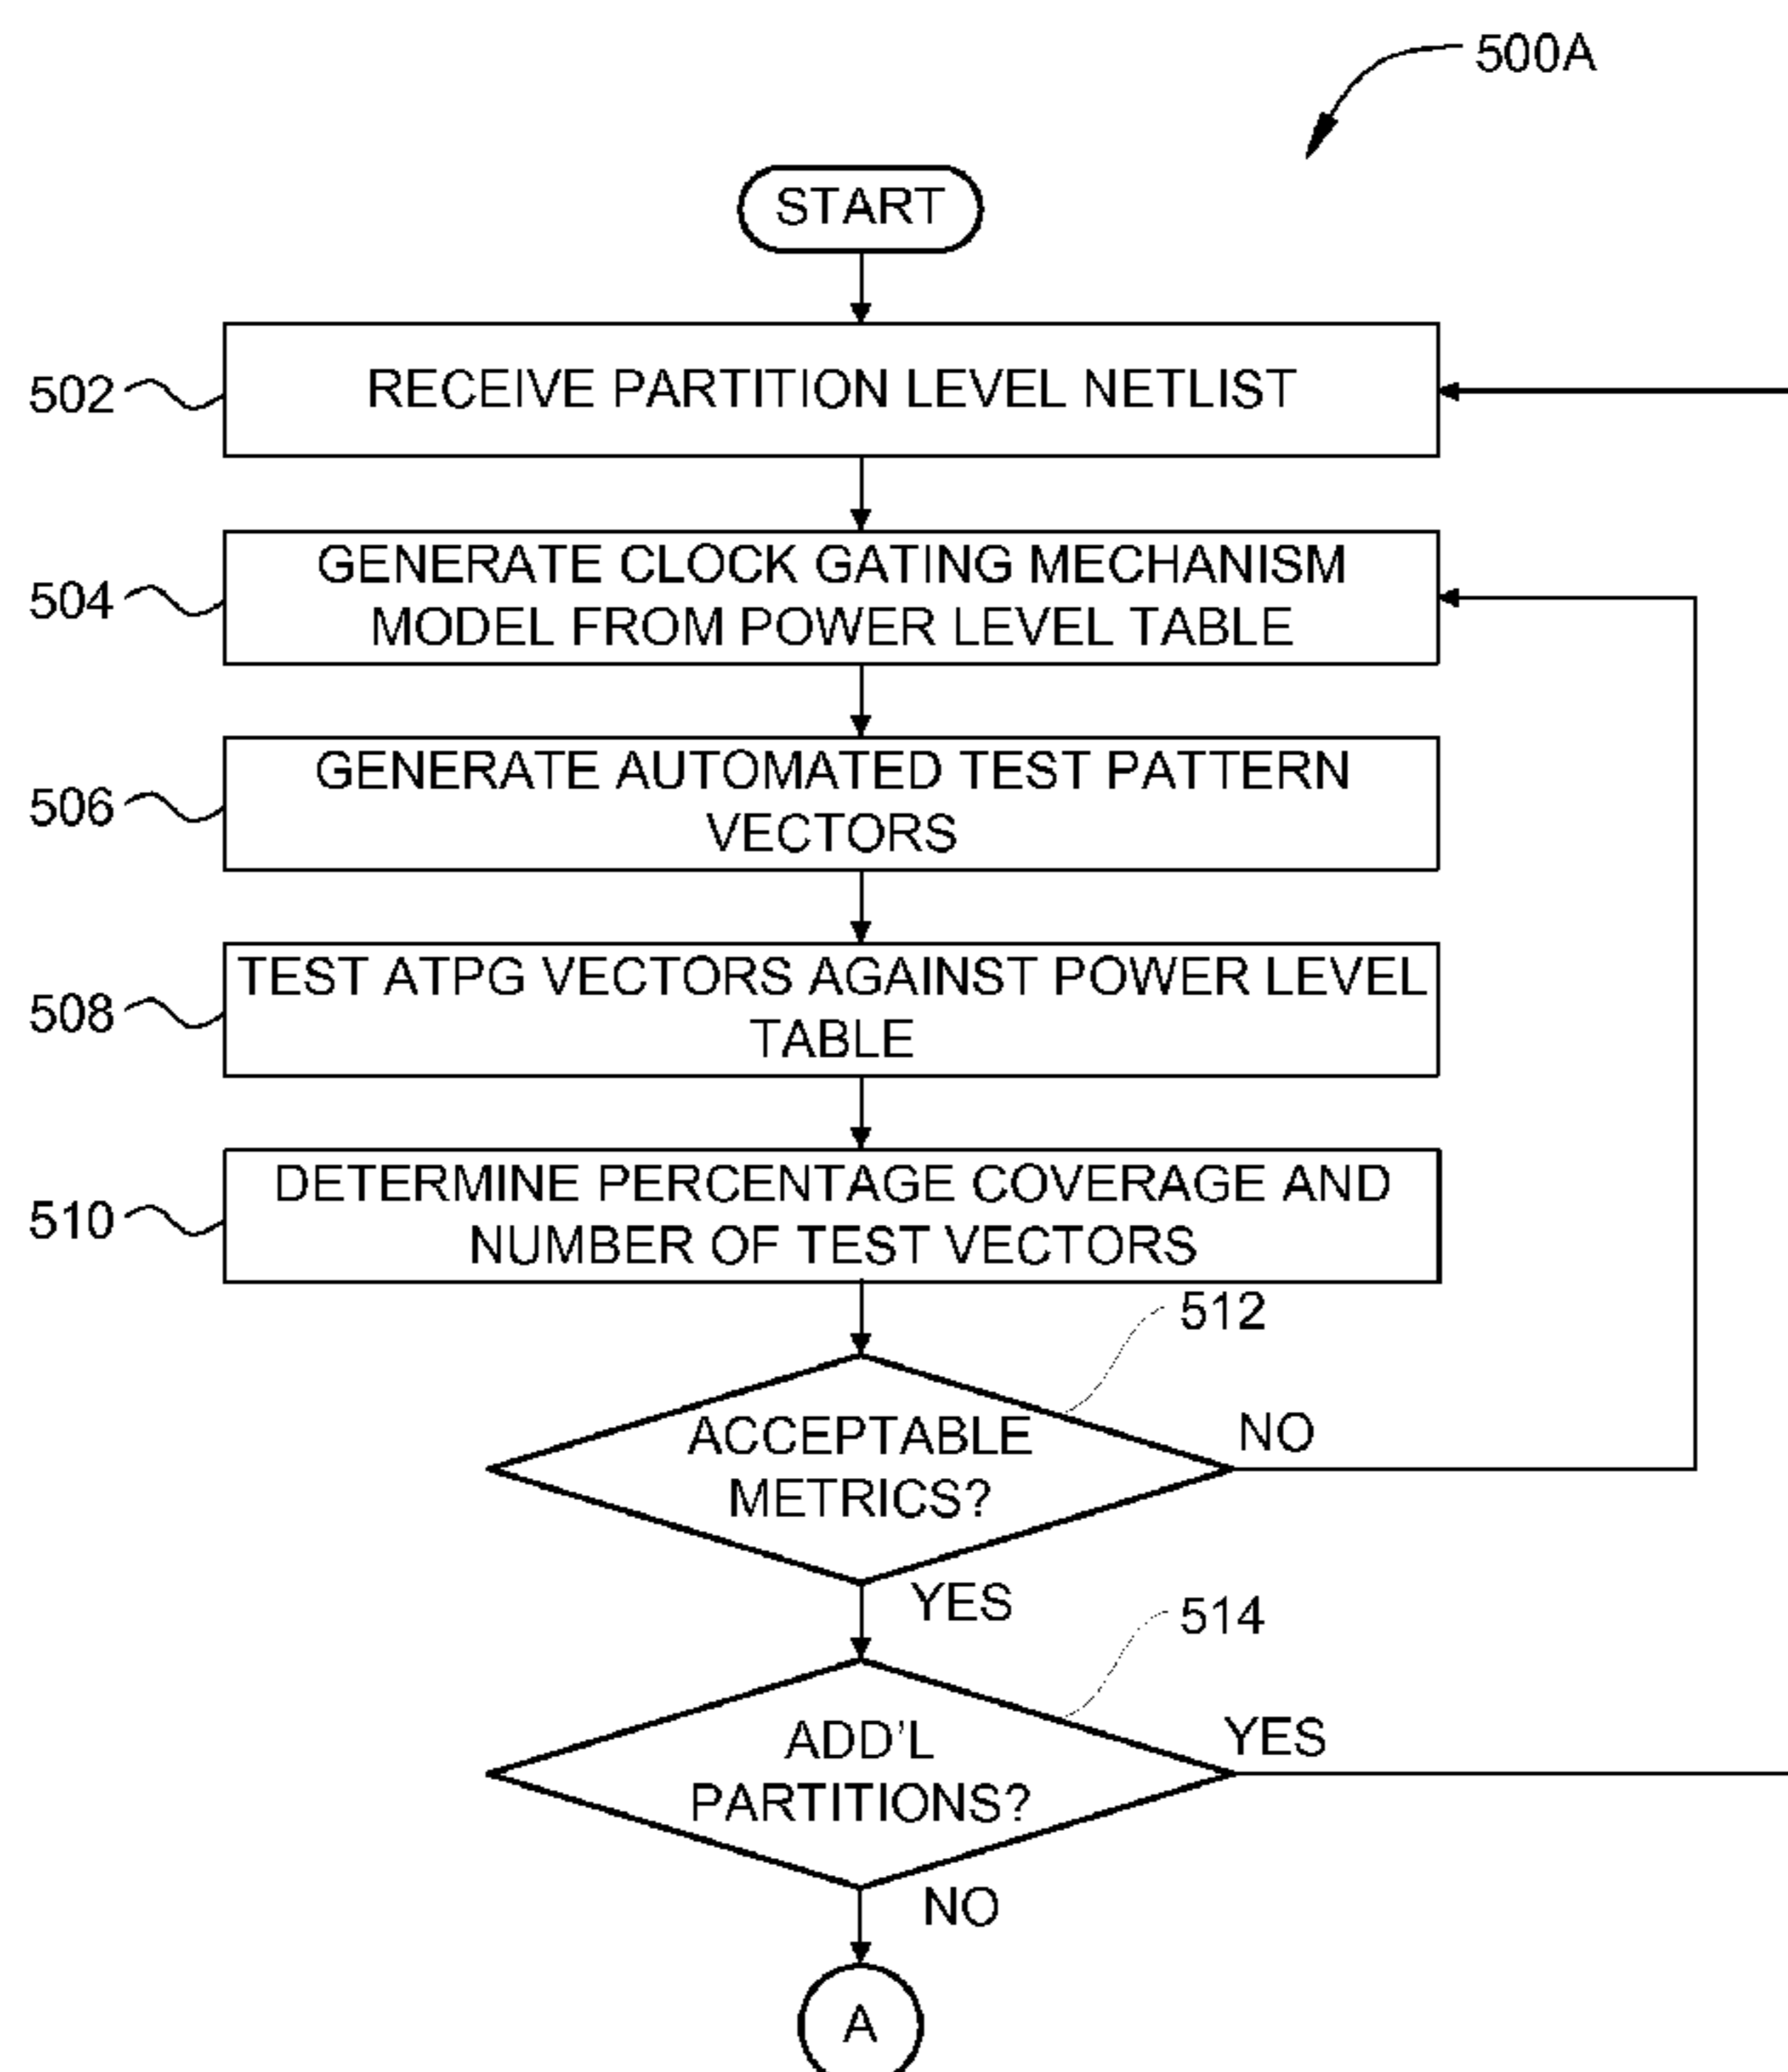 500A
START
502
RECEIVE PARTITION LEVEL NETLIST
504
GENERATE CLOCK GATING MECHANISM
MODEL FROM POWER LEVEL TABLE
506
GENERATE AUTOMATED TEST PATTERN
VECTORS
508
TEST ATPG VECTORS AGAINST POWER LEVEL
TABLE
510
DETERMINE PERCENTAGE COVERAGE AND
NUMBER OF TEST VECTORS
512
ACCEPTABLE
METRICS?
NO
YES
514
ADD'L
PARTITIONS?
YES
NO
A